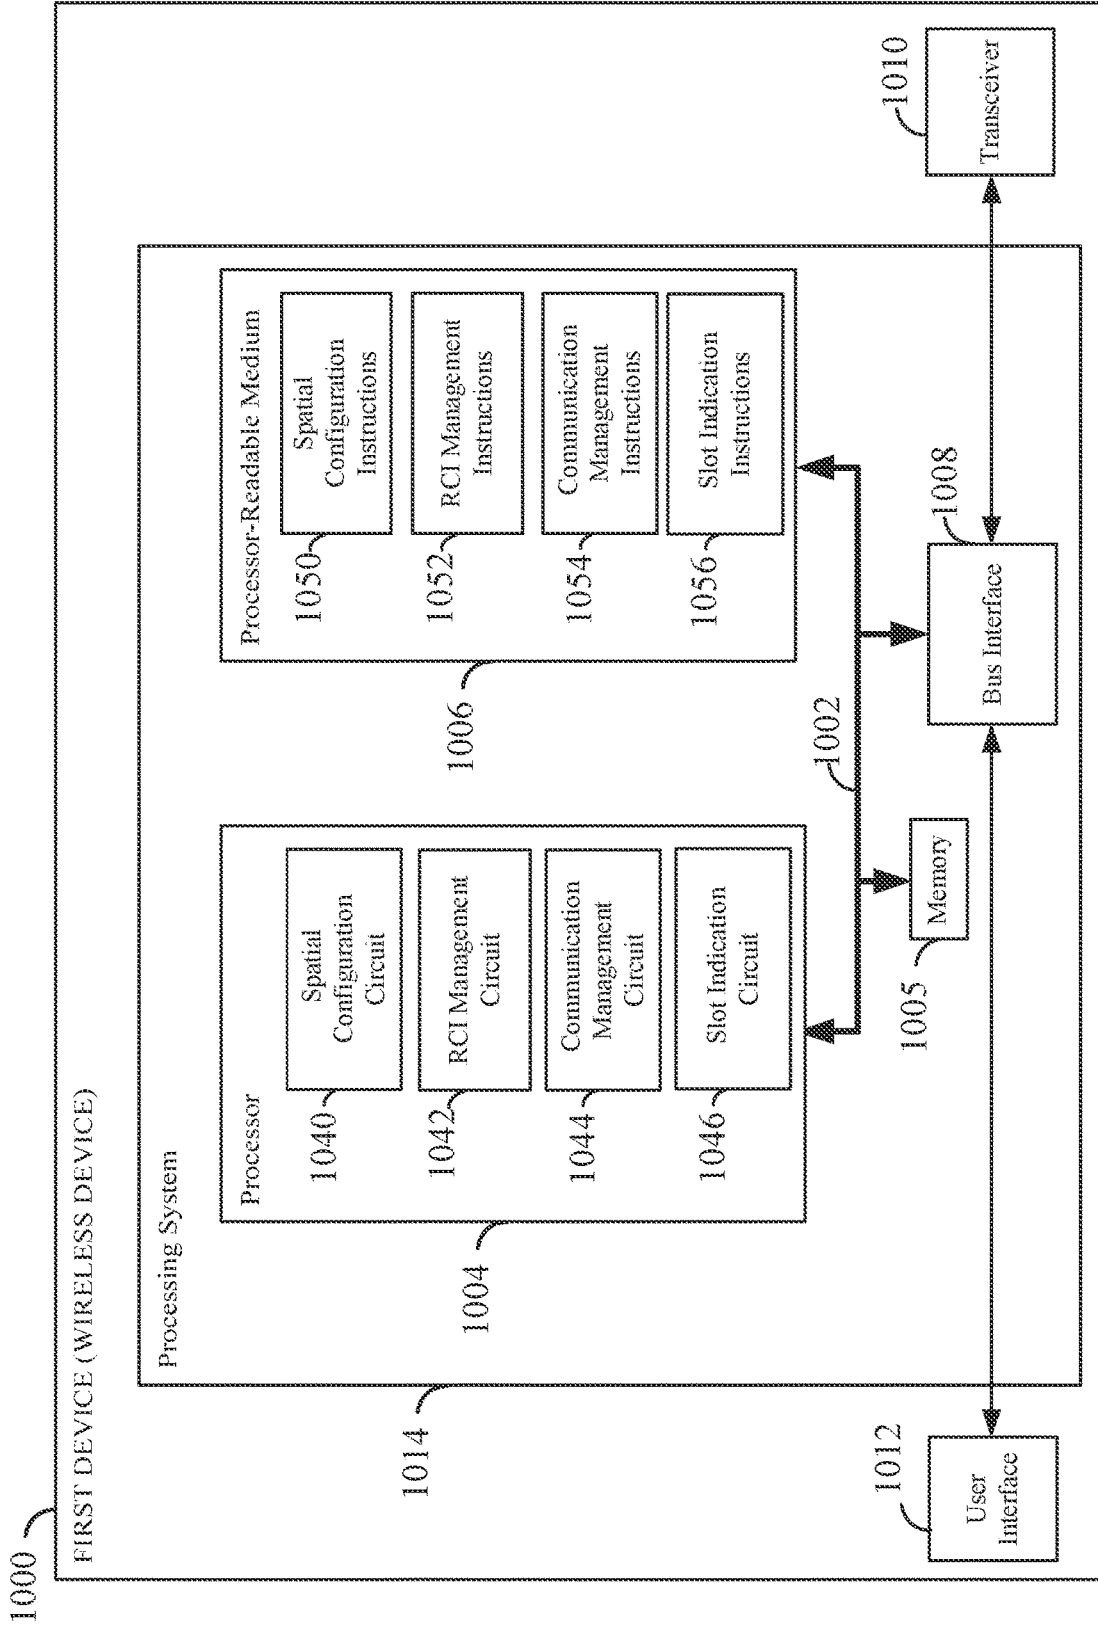 1000
FIRST DEVICE (WIRELESS DEVICE)
Processing System
1014
Processor
1004
1040
Spatial
Configuration
Circuit
1042
RCI Management
Circuit
1044
Communication
Management
Circuit
1046
Slot Indication
Circuit
Processor-Readable Medium
1006
1050
Spatial
Configuration
Instructions
1052
RCI Management
Instructions
1054
Communication
Management
Instructions
1056
Slot Indication
Instructions
1002
1005
Memory
1008
Bus Interface
1012
User
Interface
1010
Transceiver